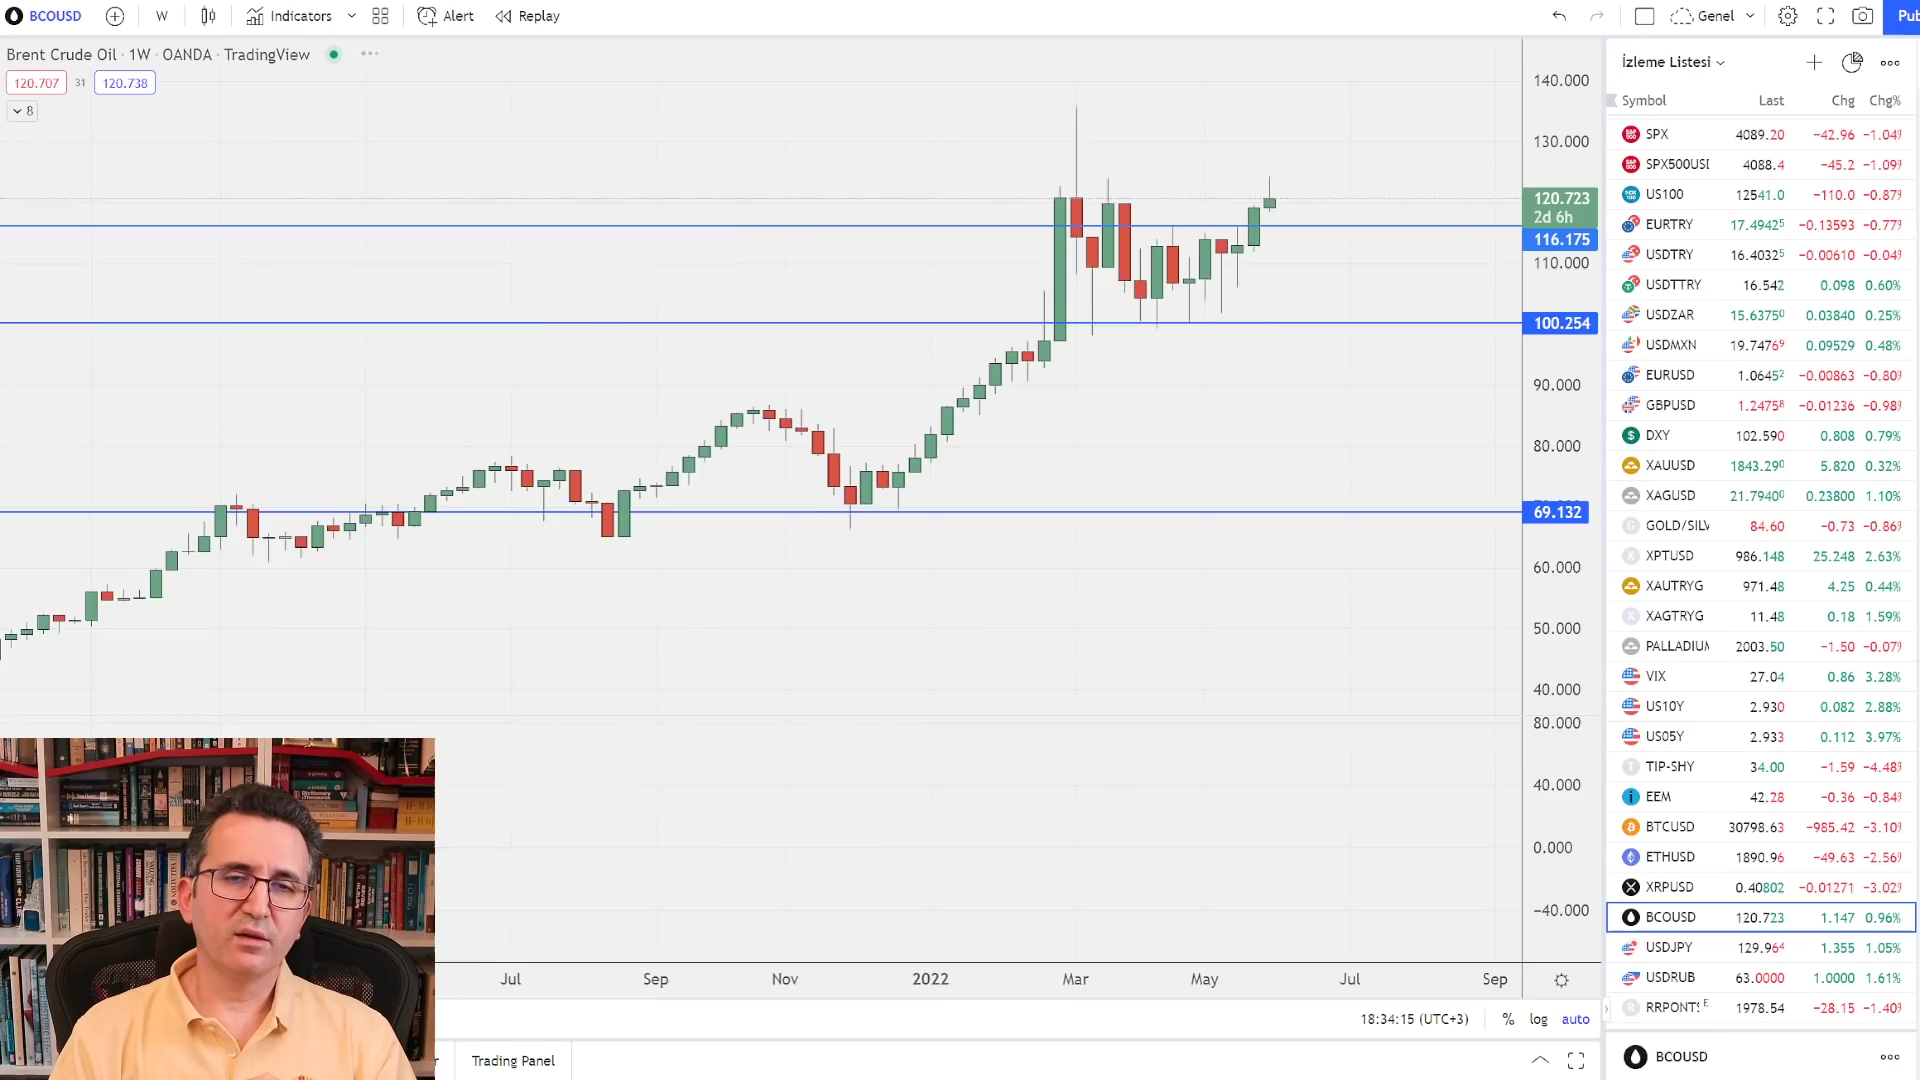 BCOUSD W Indicators Alert Replay Genel Pub
Brent Crude Oil · 1W · OANDA · TradingView
120.707 31 120.738
8
140.000
130.000
120.723
2d 6h
116.175
110.000
100.254
90.000
80.000
69.132
60.000
50.000
40.000
80.000
40.000
0.000
−40.000
Jul Sep Nov 2022 Mar May Jul Sep
18:34:15 (UTC+3) % log auto
Trading Panel
İzleme Listesi
Symbol Last Chg Chg%
SPX 4089.20 −42.96 −1.04
SPX500USD 4088.4 −45.2 −1.09
US100 12541.0 −110.0 −0.87
EURTRY 17.49425 −0.13593 −0.77
USDTRY 16.40325 −0.00610 −0.04
USDTTRY 16.542 0.098 0.60%
USDZAR 15.63750 0.03840 0.25%
USDMXN 19.74769 0.09529 0.48%
EURUSD 1.06452 −0.00863 −0.80
GBPUSD 1.24758 −0.01236 −0.98
DXY 102.590 0.808 0.79%
XAUUSD 1843.290 5.820 0.32%
XAGUSD 21.79400 0.23800 1.10%
GOLD/SILV 84.60 −0.73 −0.86
XPTUSD 986.148 25.248 2.63%
XAUTRYG 971.48 4.25 0.44%
XAGTRYG 11.48 0.18 1.59%
PALLADIUM 2003.50 −1.50 −0.07
VIX 27.04 0.86 3.28%
US10Y 2.930 0.082 2.88%
US05Y 2.933 0.112 3.97%
TIP-SHY 34.00 −1.59 −4.48
EEM 42.28 −0.36 −0.84
BTCUSD 30798.63 −985.42 −3.10
ETHUSD 1890.96 −49.63 −2.56
XRPUSD 0.40802 −0.01271 −3.02
BCOUSD 120.723 1.147 0.96%
USDJPY 129.964 1.355 1.05%
USDRUB 63.0000 1.0000 1.61%
RRPONTS E 1978.54 −28.15 −1.40
BCOUSD